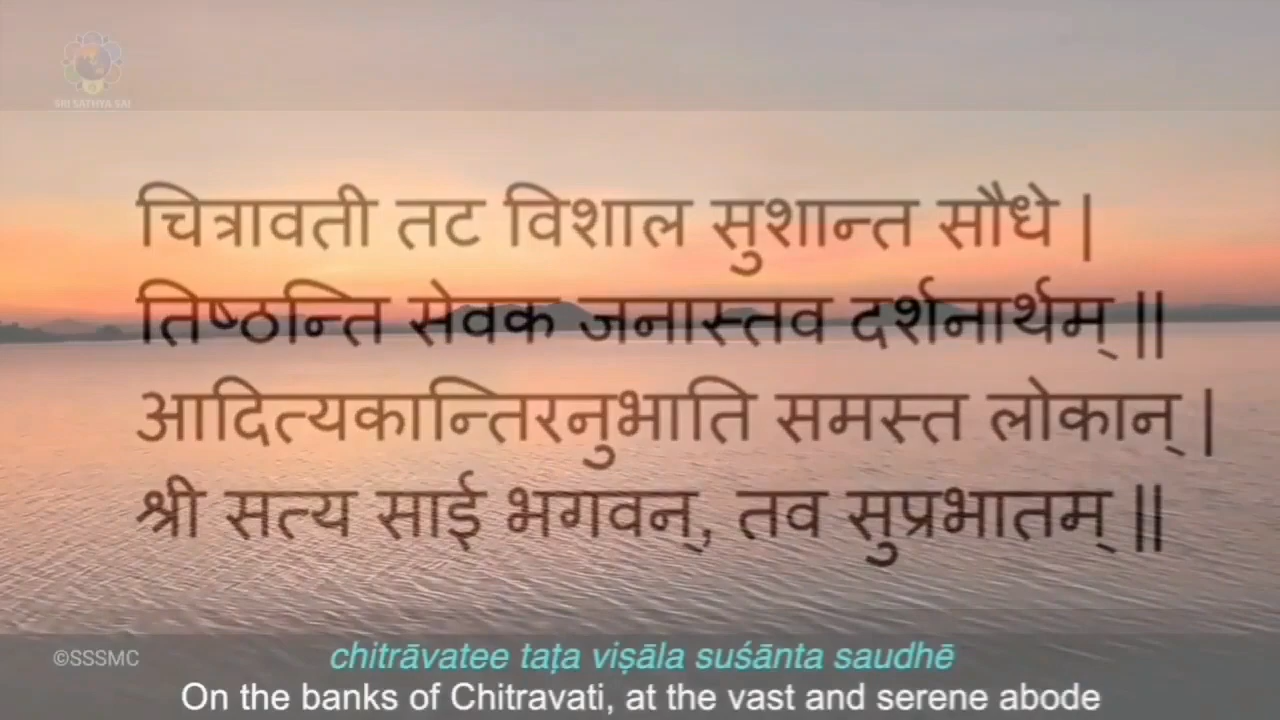 SRI SATHYA SAI
चित्रावती तट विशाल सुशान्त सौधे |
तिष्ठन्ति सेवक जनास्तव दर्शनार्थम् ||
आदित्यकान्तिरनुभाति समस्त लोकान् |
श्री सत्य साई भगवन्, तव सुप्रभातम् ||
©SSSMC
chitrāvatee taṭa viṣāla suśānta saudhē
On the banks of Chitravati, at the vast and serene abode